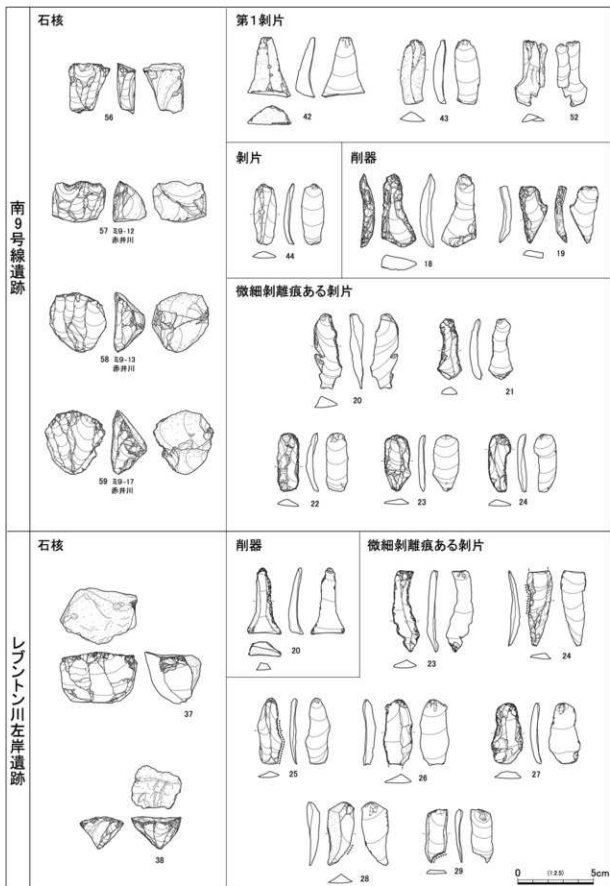 南9号線遺跡
石核
56
57 ミ9-12
赤井川
58 ミ9-13
赤井川
59 ミ9-17
赤井川
第1剥片
42
43
52
剥片
44
削器
18
19
微細剥離痕ある剥片
20
21
22
23
24
レプントン川左岸遺跡
石核
37
38
削器
20
微細剥離痕ある剥片
23
24
25
26
27
28
29
0 (1:2.5) 5cm